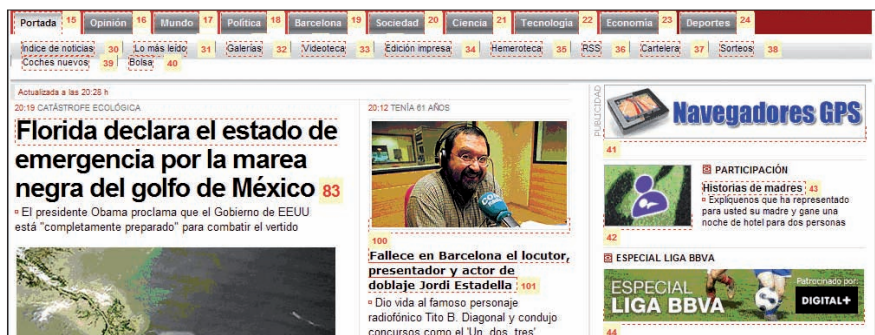 Portada 15 Opinión 16 Mundo 17 Política 18 Barcelona 19 Sociedad 20 Ciencia 21 Tecnología 22 Economía 23 Deportes 24
Índice de noticias 30 Lo más leído 31 Galerías 32 Videoteca 33 Edición impresa 34 Hemeroteca 35 RSS 36 Cartelera 37 Sorteos 38
Coches nuevos 39 Bolsa 40
Actualizada a las 20:28 h
20:19 CATÁSTROFE ECOLÓGICA
Florida declara el estado de
emergencia por la marea
negra del golfo de México 83
El presidente Obama proclama que el Gobierno de EEUU
está "completamente preparado" para combatir el vertido
20:12 TENÍA 61 AÑOS
COPE
100
Fallece en Barcelona el locutor,
presentador y actor de
doblaje Jordi Estadella 101
Dio vida al famoso personaje
radiofónico Tito B. Diagonal y condujo
concursos como el 'Un, dos, tres'
PUBLICIDAD
Navegadores GPS
41
PARTICIPACIÓN
Historias de madres 43
Explíquenos que ha representado
para usted su madre y gane una
noche de hotel para dos personas
42
ESPECIAL LIGA BBVA
ESPECIAL
LIGA BBVA
Patrocinado por:
DIGITAL+
44